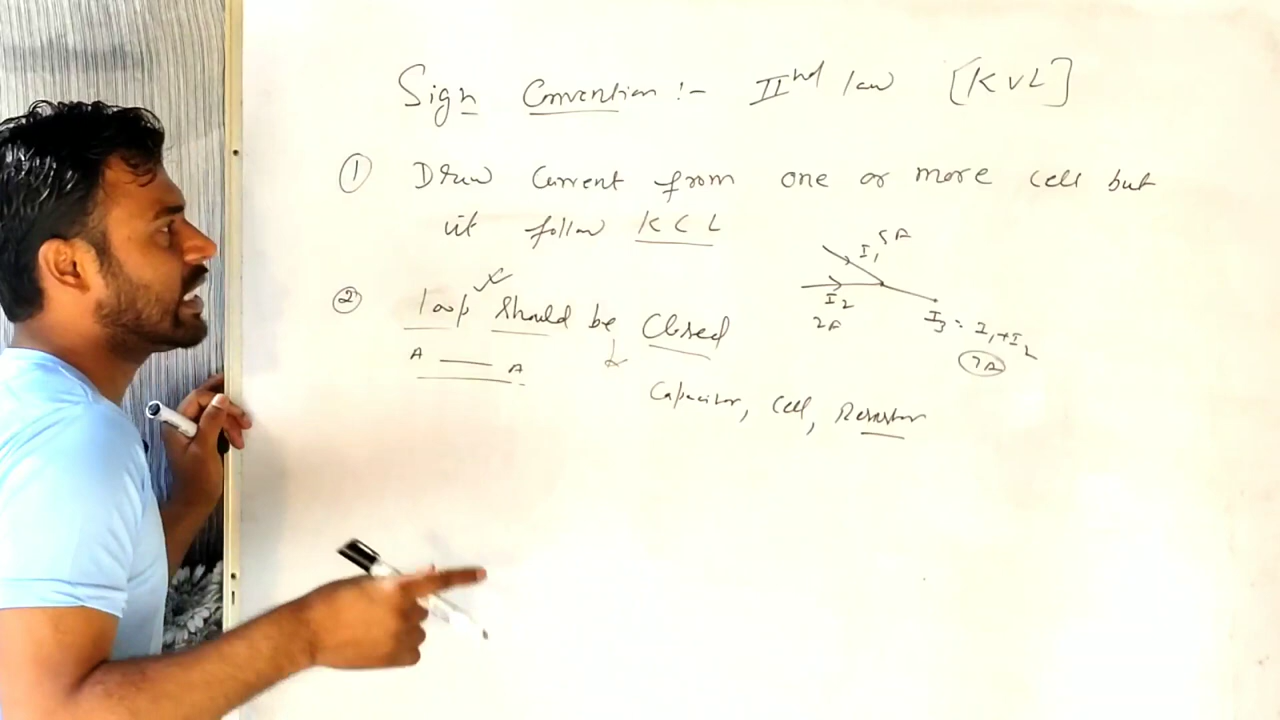 Sign Convention :- IInd law [KVL]
① Draw Current from one or more cell but
it follow KCL
I1 5A
I2
2A
I3 = I1+I2
7A
② loop should be Closed
A — A
Capacitor, Cell, Resistor